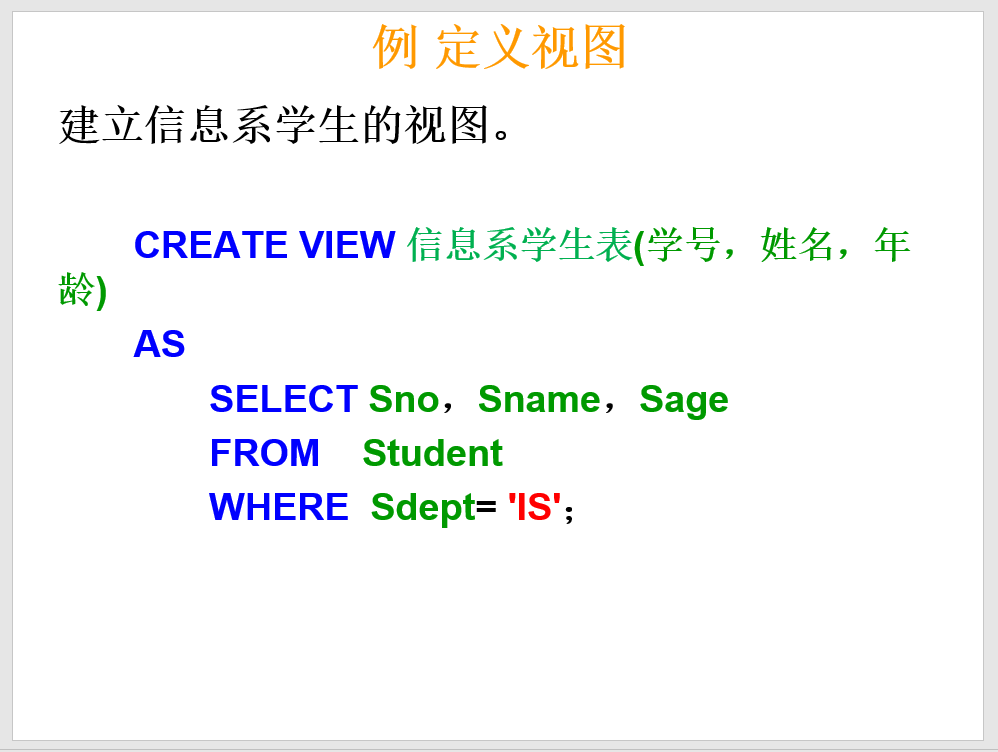 例 定义视图
建立信息系学生的视图。
CREATE VIEW 信息系学生表(学号，姓名，年
龄)
AS
SELECT Sno，Sname，Sage
FROM Student
WHERE Sdept= 'IS'；